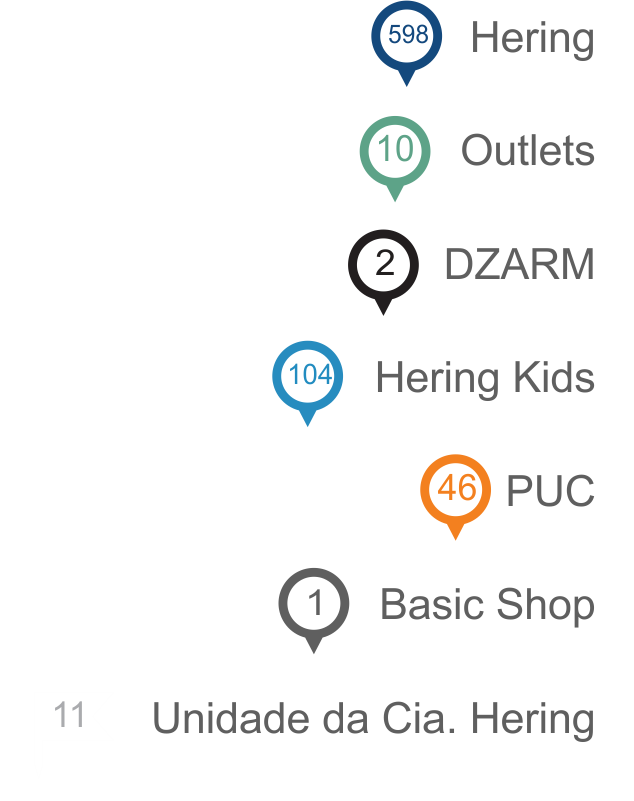 598 Hering
10 Outlets
2 DZARM
104 Hering Kids
46 PUC
1 Basic Shop
11 Unidade da Cia. Hering